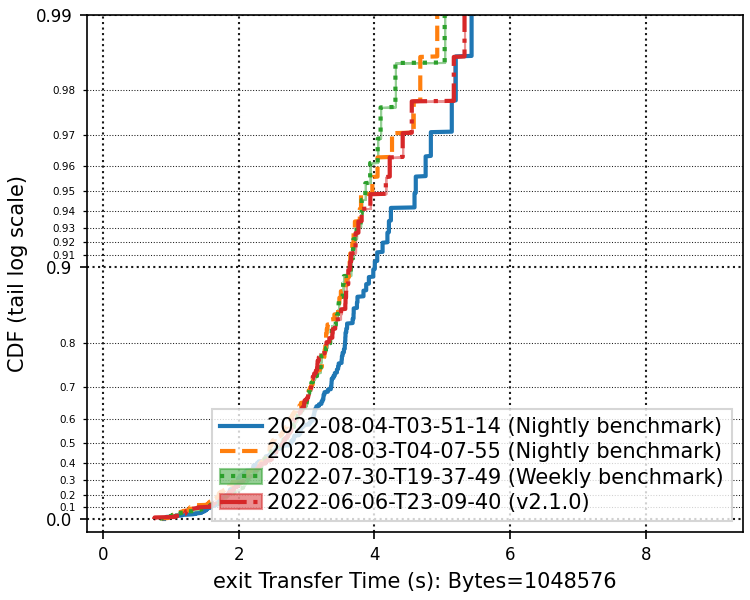 0.99
0.98
0.97
0.96
0.95
0.94
0.93
0.92
0.91
0.9
0.8
0.7
0.6
0.5
0.4
0.3
0.2
0.1
0.0
CDF (tail log scale)
2022-08-04-T03-51-14 (Nightly benchmark)
2022-08-03-T04-07-55 (Nightly benchmark)
2022-07-30-T19-37-49 (Weekly benchmark)
2022-06-06-T23-09-40 (v2.1.0)
0 2 4 6 8
exit Transfer Time (s): Bytes=1048576